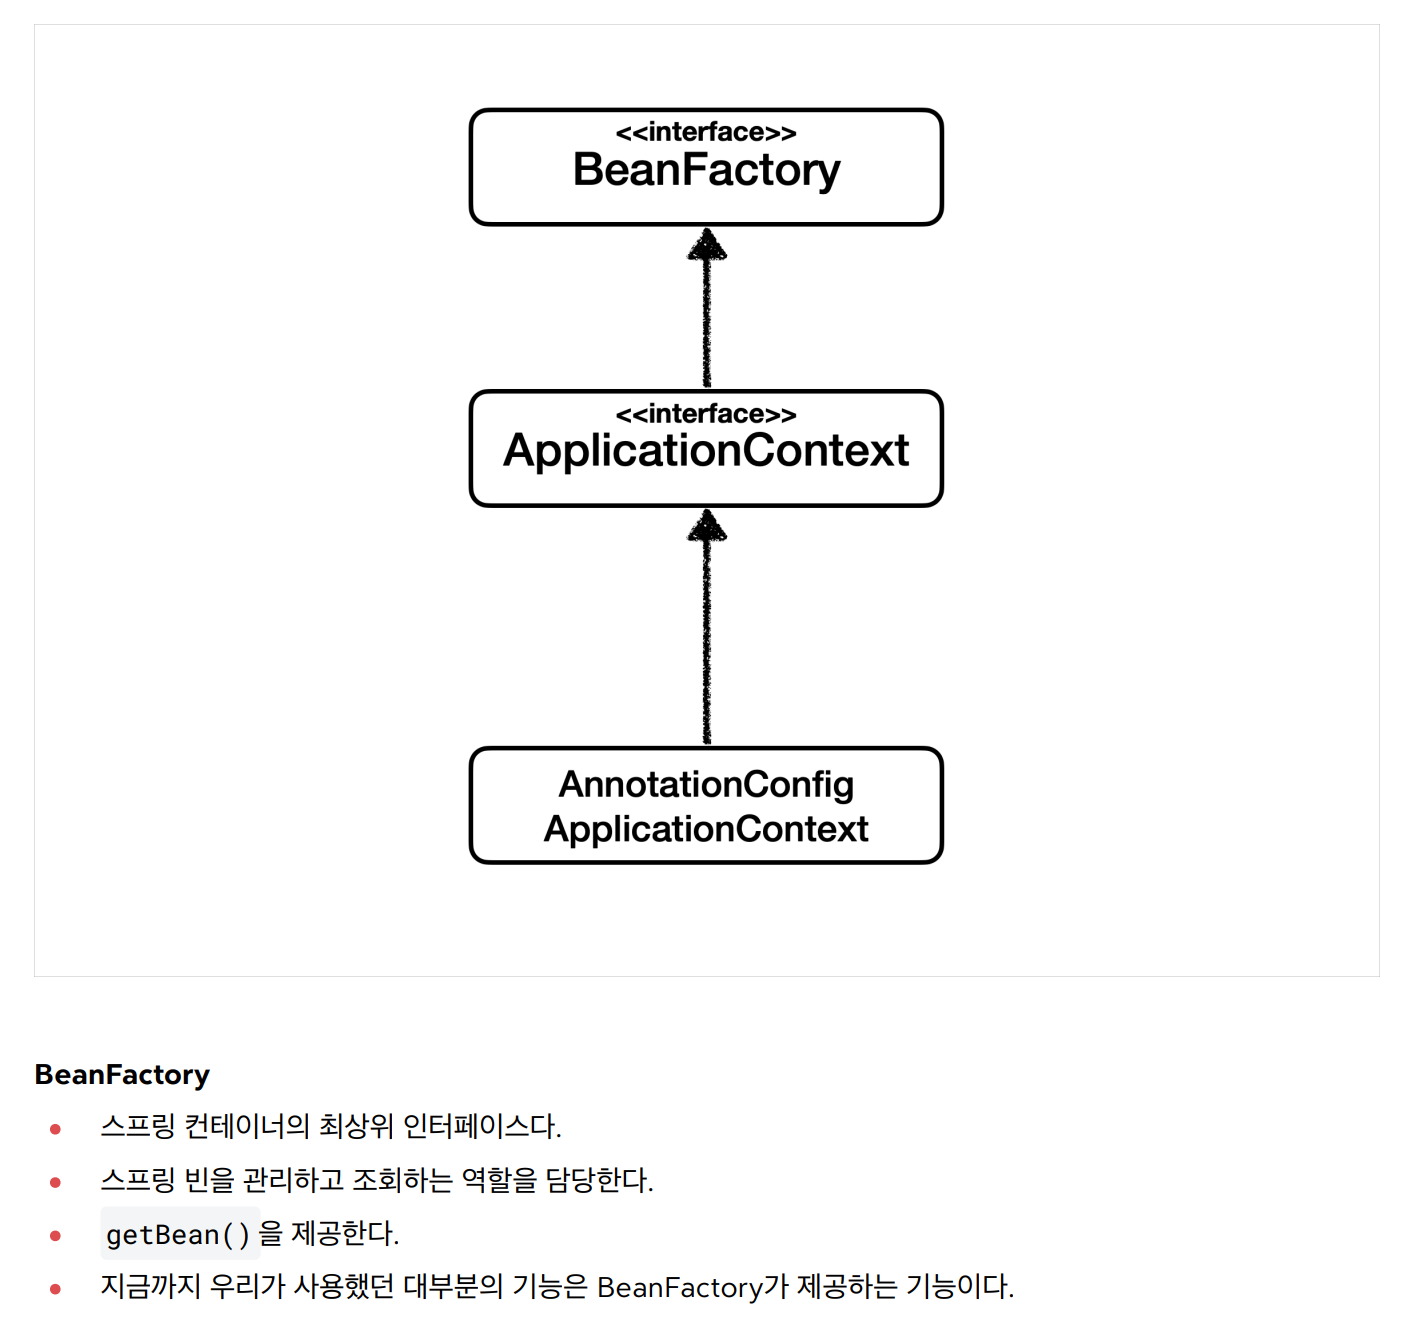 <<interface>>
BeanFactory
<<interface>>
ApplicationContext
AnnotationConfig
ApplicationContext
BeanFactory
스프링 컨테이너의 최상위 인터페이스다.
스프링 빈을 관리하고 조회하는 역할을 담당한다.
getBean()을 제공한다.
지금까지 우리가 사용했던 대부분의 기능은 BeanFactory가 제공하는 기능이다.